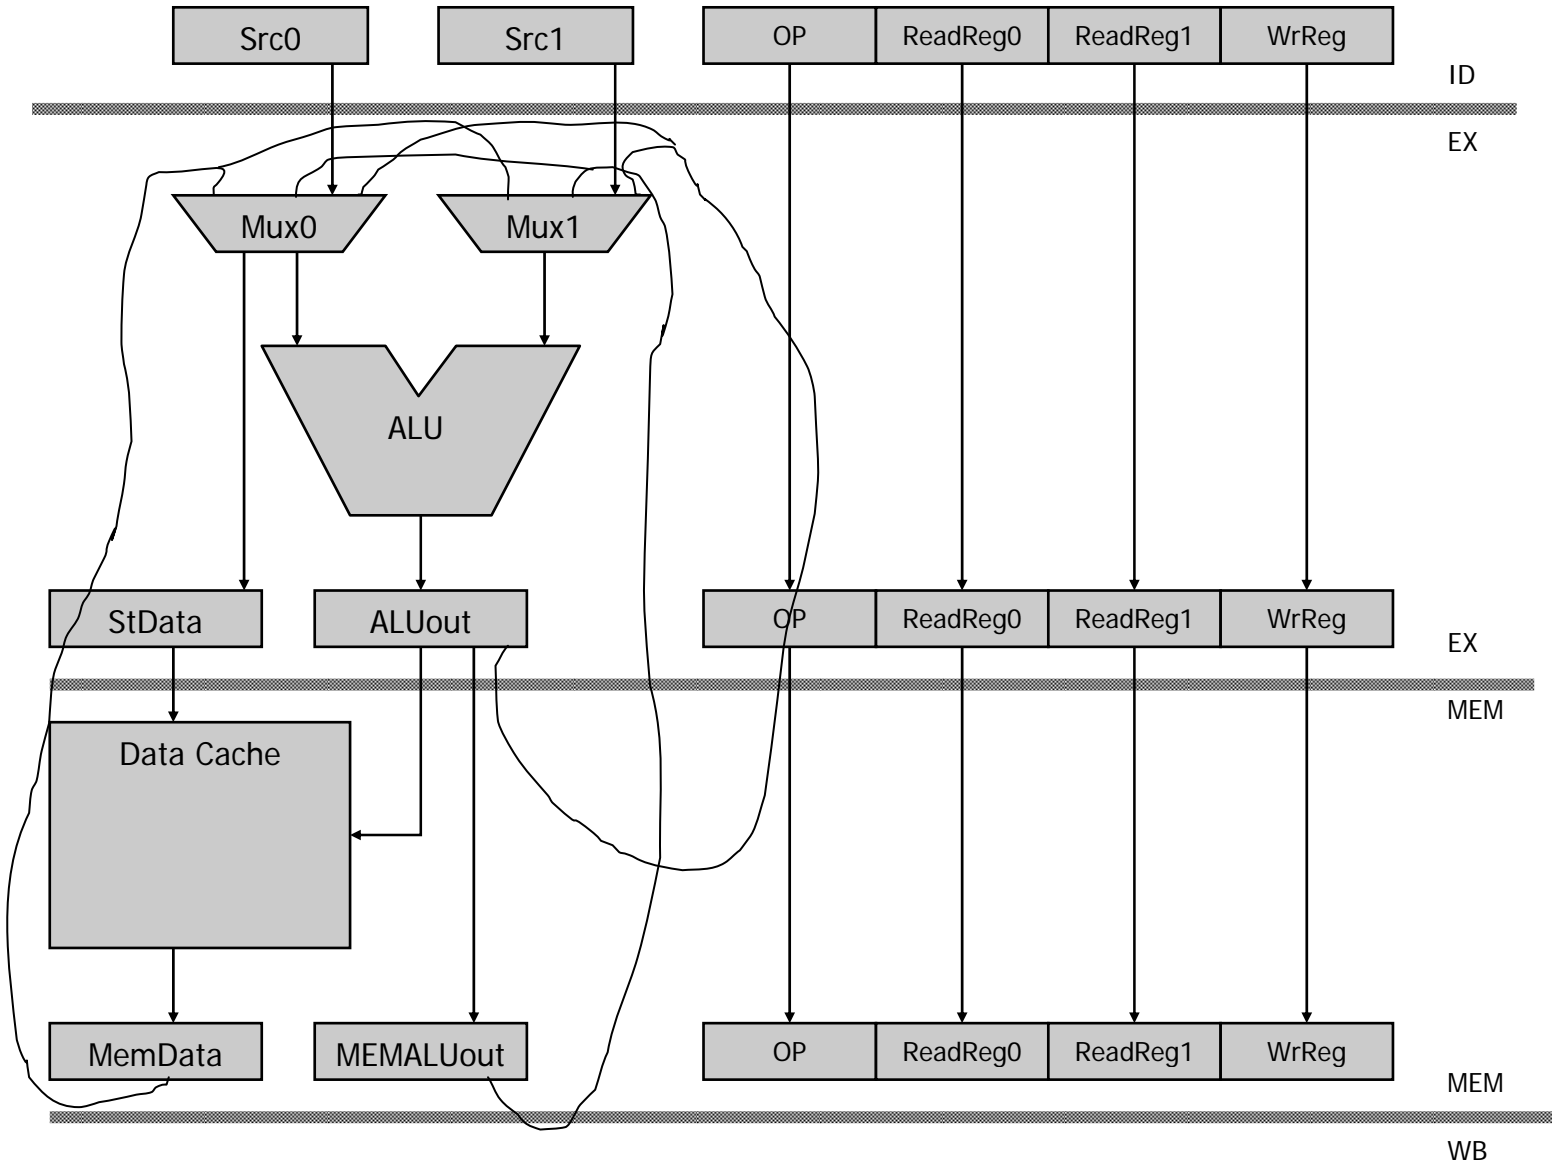 Src0 Src1 OP ReadReg0 ReadReg1 WrReg
ID
EX
Mux0 Mux1
ALU
StData ALUout OP ReadReg0 ReadReg1 WrReg
EX
MEM
Data Cache
MemData MEMALUout OP ReadReg0 ReadReg1 WrReg
MEM
WB